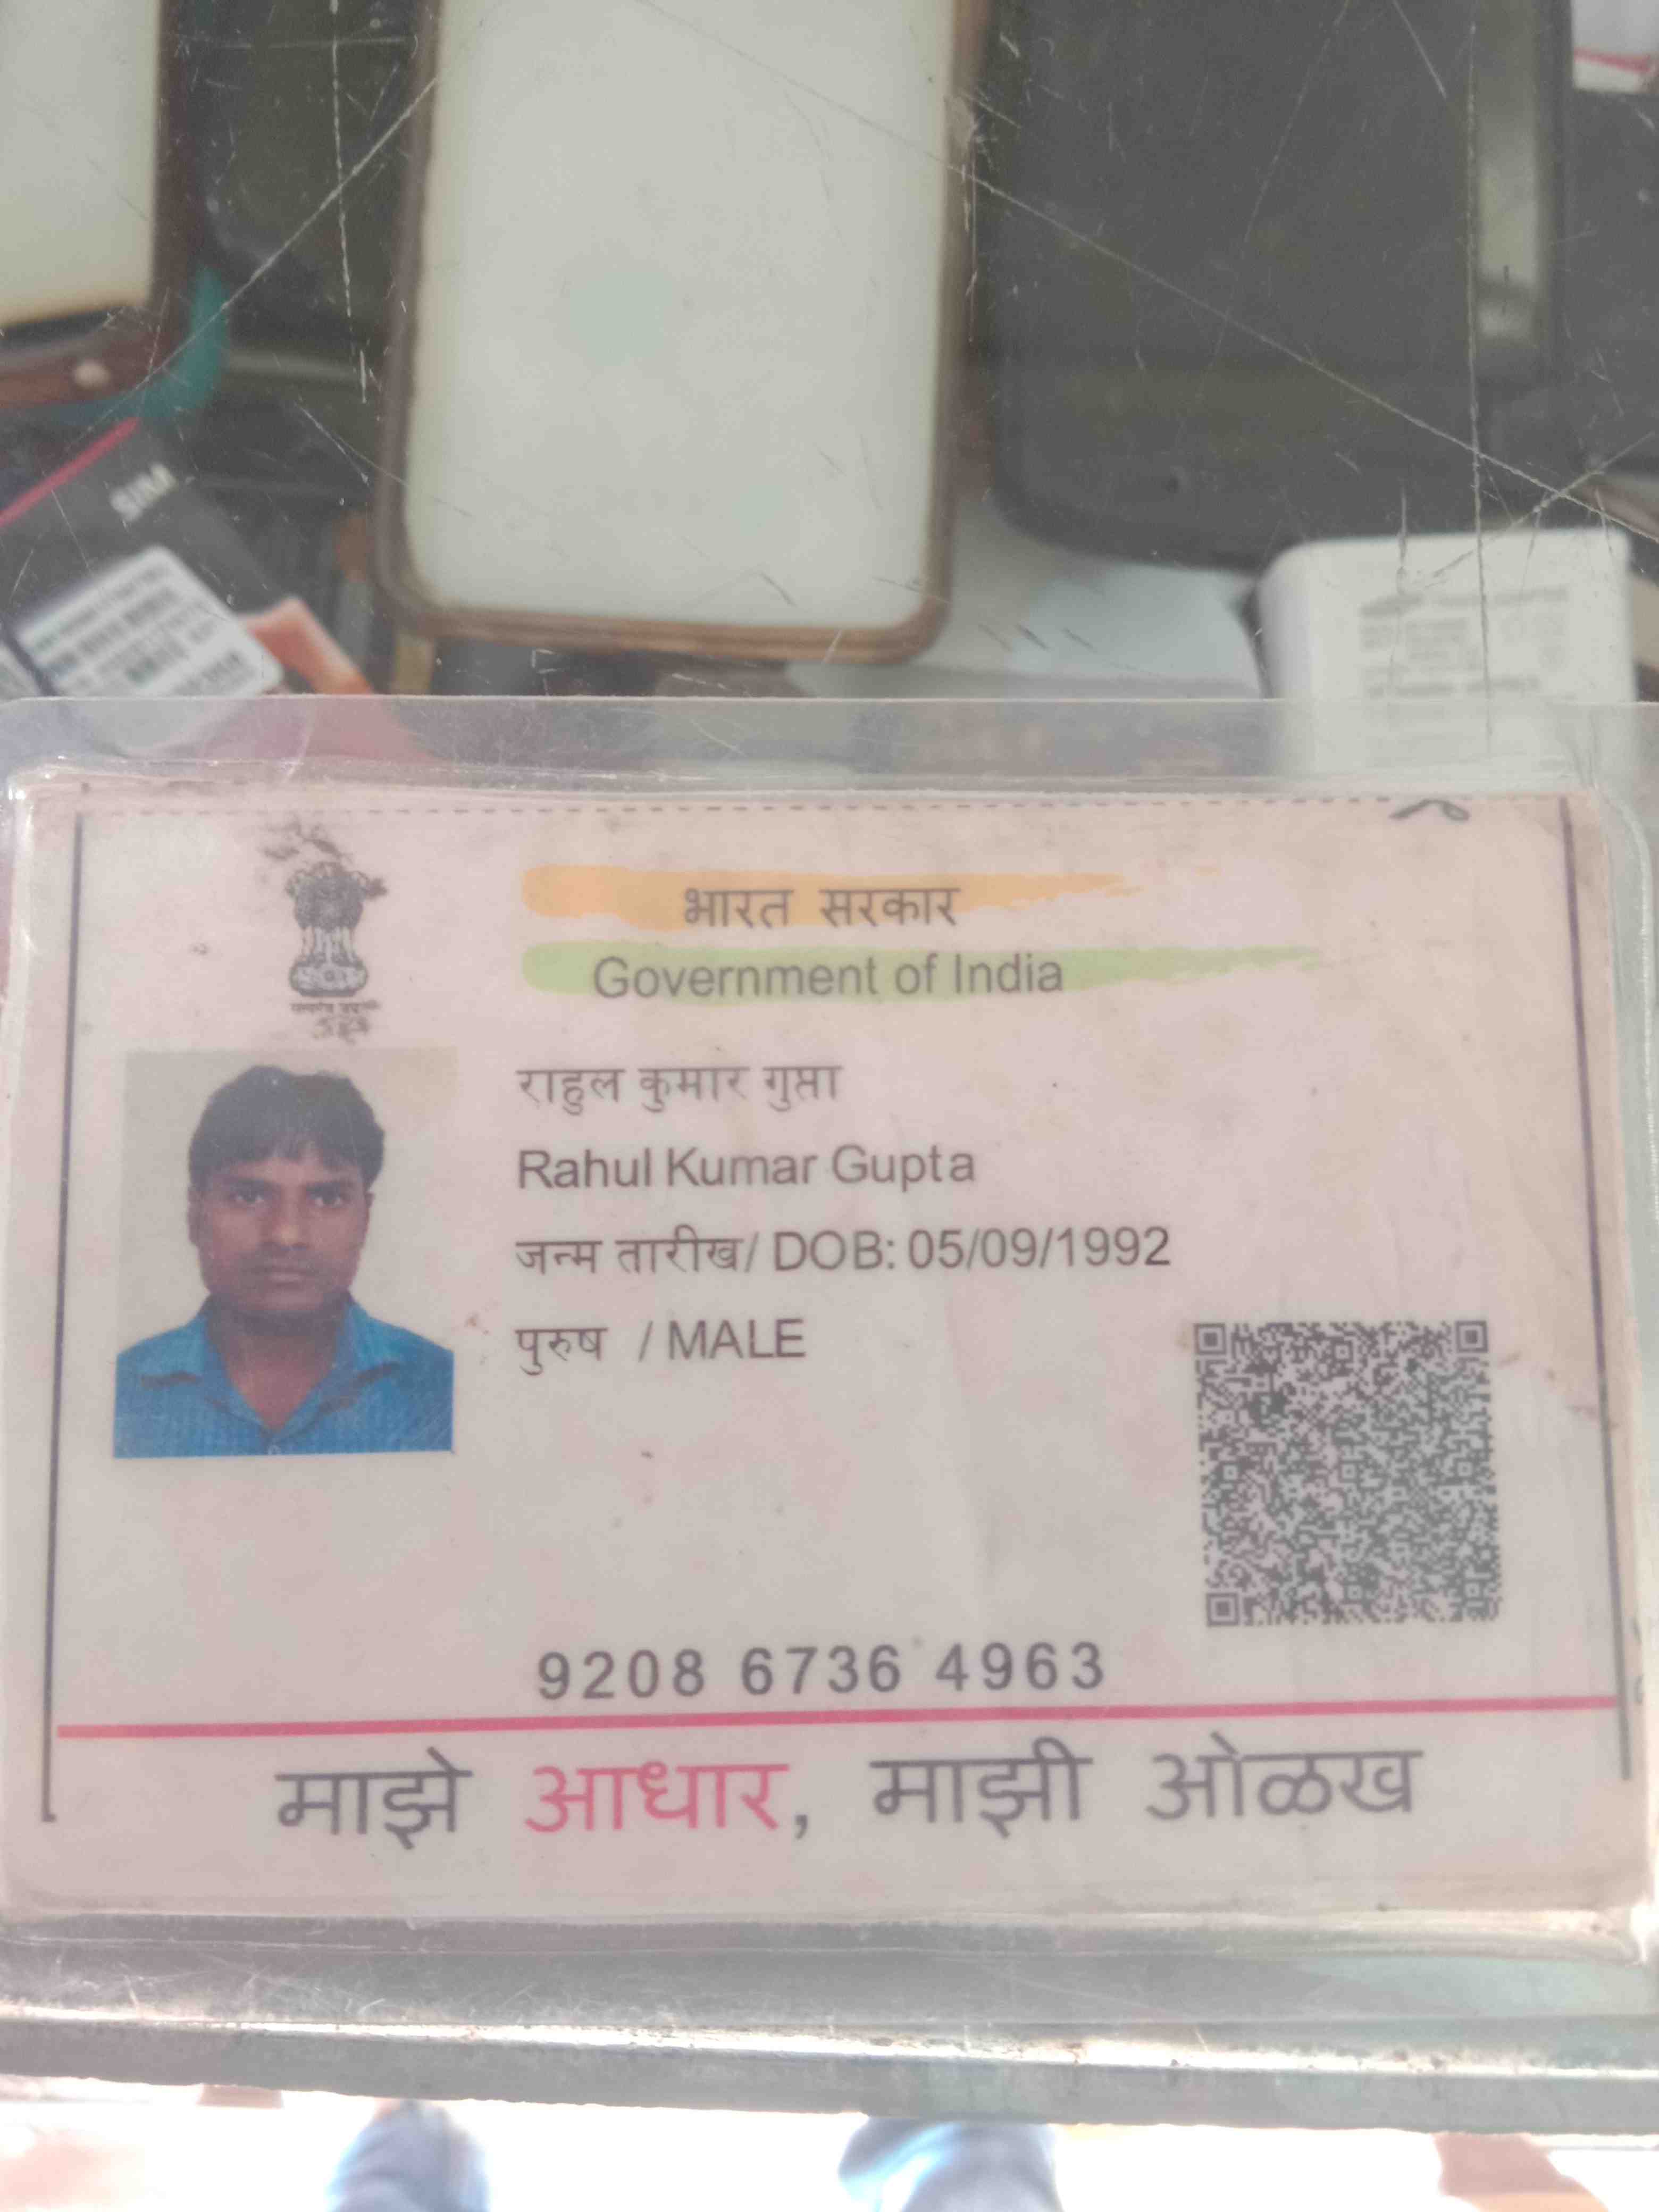 SIM
भारत सरकार
Government of India
राहुल कुमार गुप्ता
Rahul Kumar Gupta
जन्म तारीख/ DOB: 05/09/1992
पुरुष / MALE
9208 6736 4963
माझे आधार, माझी ओळख